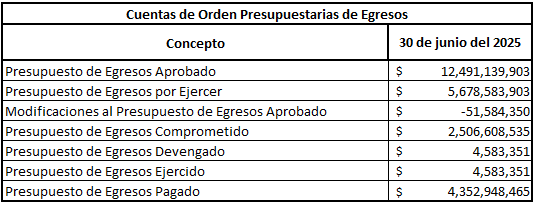 Cuentas de Orden Presupuestarias de Egresos
Concepto 30 de junio del 2025
Presupuesto de Egresos Aprobado $ 12,491,139,903
Presupuesto de Egresos por Ejercer $ 5,678,583,903
Modificaciones al Presupuesto de Egresos Aprobado $ -51,584,350
Presupuesto de Egresos Comprometido $ 2,506,608,535
Presupuesto de Egresos Devengado $ 4,583,351
Presupuesto de Egresos Ejercido $ 4,583,351
Presupuesto de Egresos Pagado $ 4,352,948,465